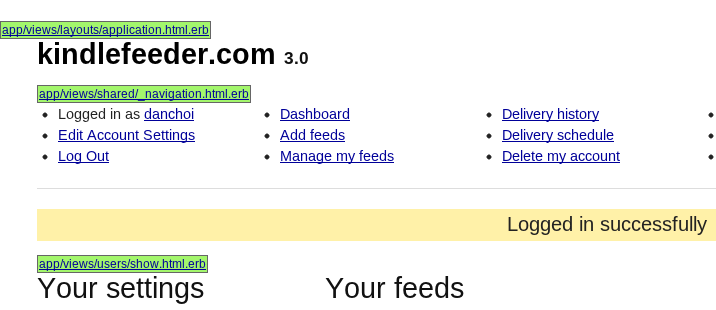 app/views/layouts/application.html.erb
kindlefeeder.com 3.0
app/views/shared/_navigation.html.erb
Logged in as danchoi
Edit Account Settings
Log Out
Dashboard
Add feeds
Manage my feeds
Delivery history
Delivery schedule
Delete my account
Logged in successfully
app/views/users/show.html.erb
Your settings
Your feeds